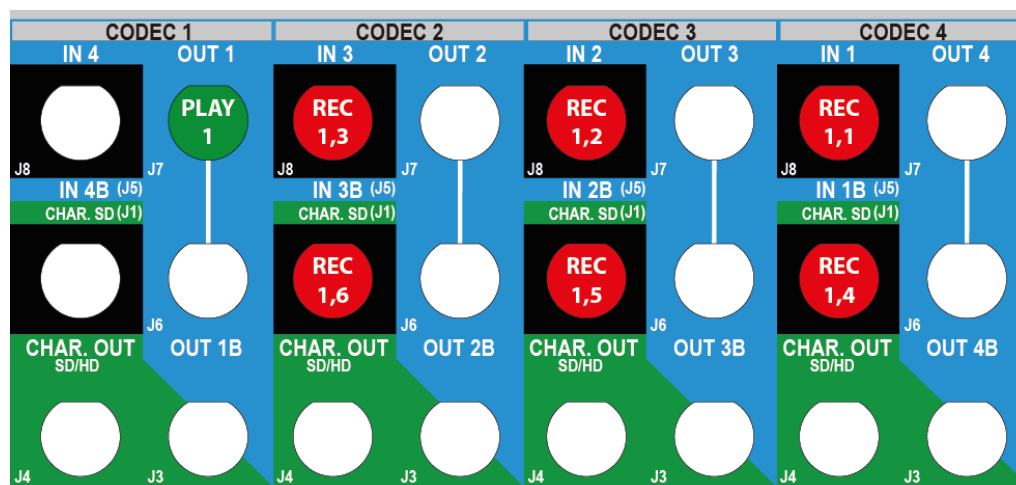 CODEC 1 CODEC 2 CODEC 3 CODEC 4
IN 4 OUT 1 IN 3 OUT 2 IN 2 OUT 3 IN 1 OUT 4
PLAY REC REC REC
1 1,3 1,2 1,1
J8 J7 J8 J7 J8 J7 J8 J7
IN 4B (J5) IN 3B (J5) IN 2B (J5) IN 1B (J5)
CHAR. SD (J1) CHAR. SD (J1) CHAR. SD (J1) CHAR. SD (J1)
REC REC REC
1,6 1,5 1,4
J6 J6 J6 J6
CHAR. OUT OUT 1B CHAR. OUT OUT 2B CHAR. OUT OUT 3B CHAR. OUT OUT 4B
SD/HD SD/HD SD/HD SD/HD
J4 J3 J4 J3 J4 J3 J4 J3